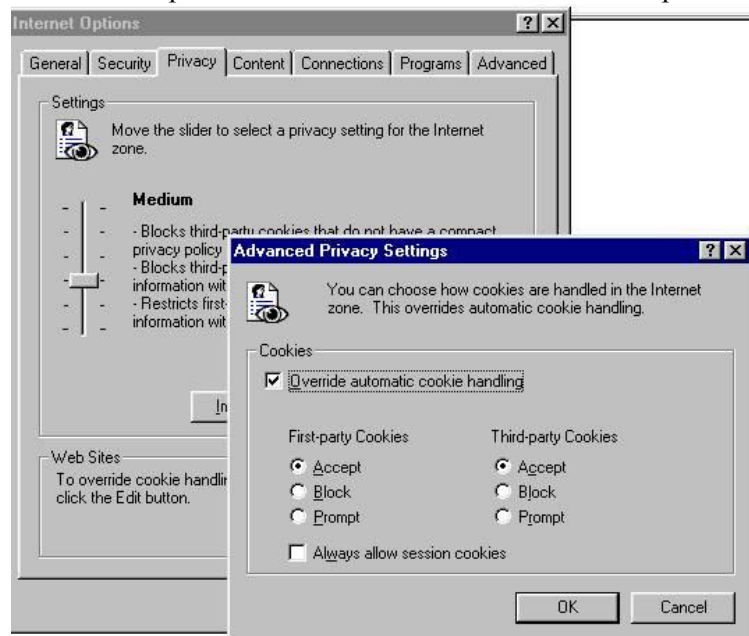 Internet Options
General Security Privacy Content Connections Programs Advanced
Settings
Move the slider to select a privacy setting for the Internet
zone.
Medium
- Blocks third-party cookies that do not have a compact
privacy policy
- Blocks third-p
information wit
- Restricts first-
information wit
In
Web Sites
To override cookie handlin
click the Edit button.
Advanced Privacy Settings
You can choose how cookies are handled in the Internet
zone. This overrides automatic cookie handling.
Cookies
Override automatic cookie handling
First-party Cookies Third-party Cookies
Accept Accept
Block Block
Prompt Prompt
Always allow session cookies
OK Cancel